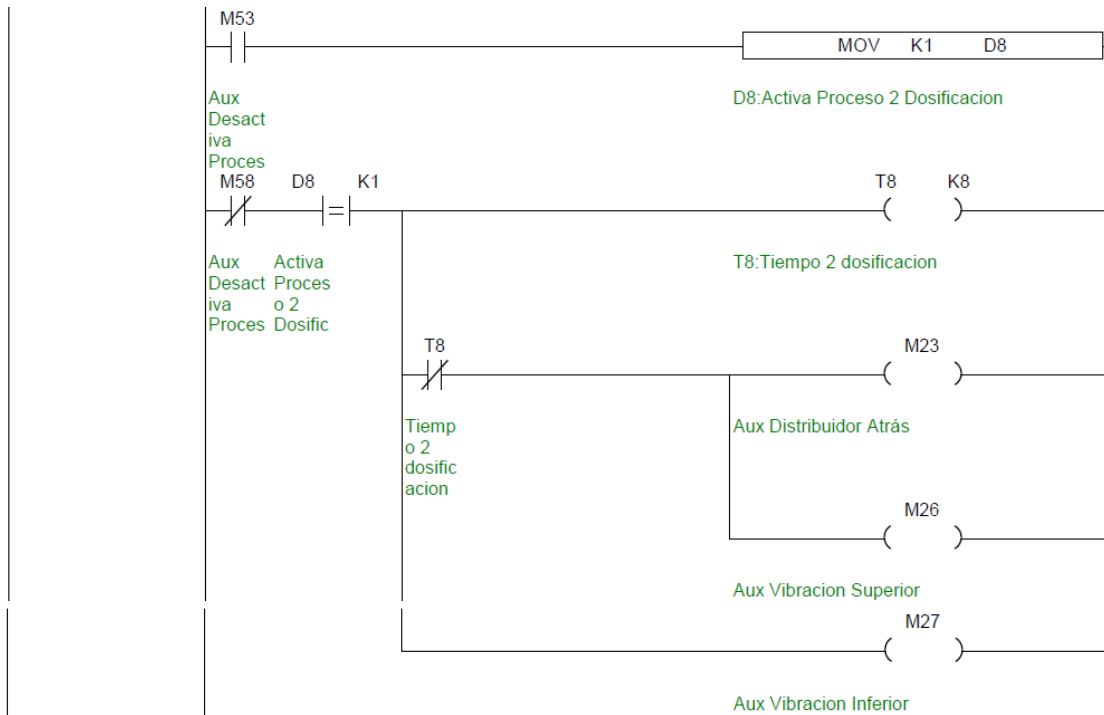 M53
MOV K1 D8
Aux
Desact
iva
Proces
D8:Activa Proceso 2 Dosificacion
M58 D8 K1 T8 K8
Aux
Desact
iva
Proces
Activa
Proces
o 2
Dosific
T8:Tiempo 2 dosificacion
T8 M23
Tiemp
o 2
dosific
acion
Aux Distribuidor Atrás
M26
Aux Vibracion Superior
M27
Aux Vibracion Inferior